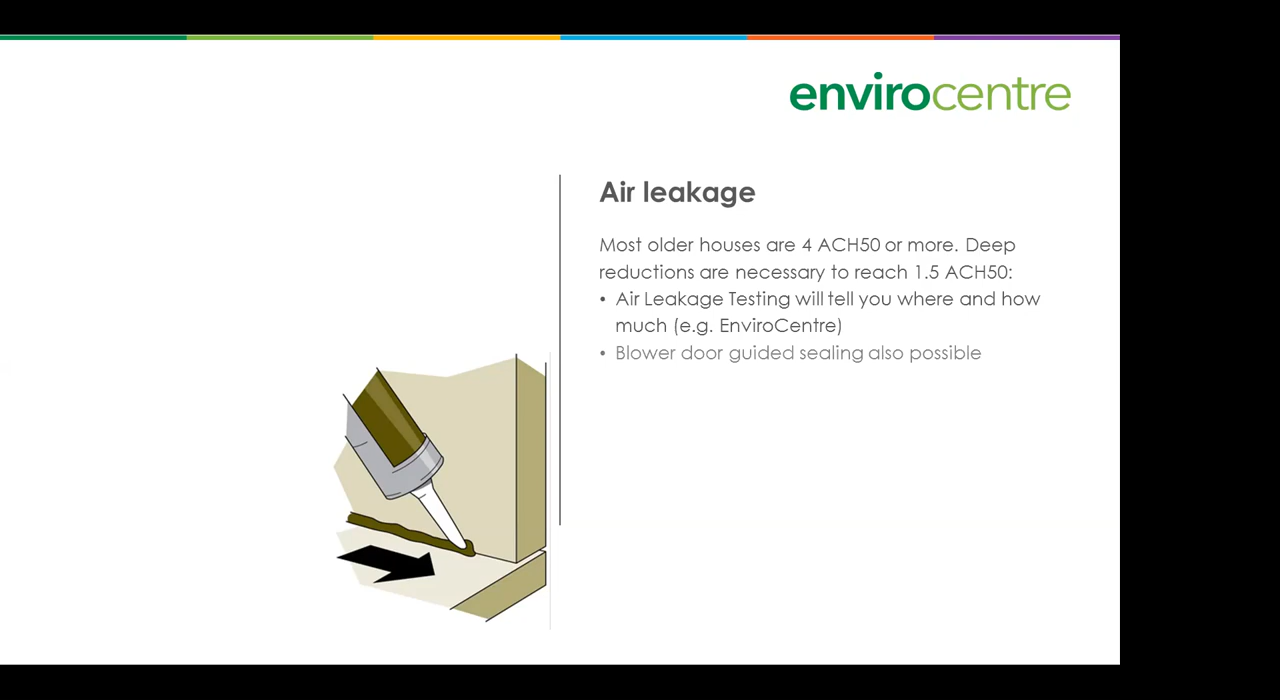 envirocentre
Air leakage
Most older houses are 4 ACH50 or more. Deep
reductions are necessary to reach 1.5 ACH50:
• Air Leakage Testing will tell you where and how
much (e.g. EnviroCentre)
• Blower door guided sealing also possible